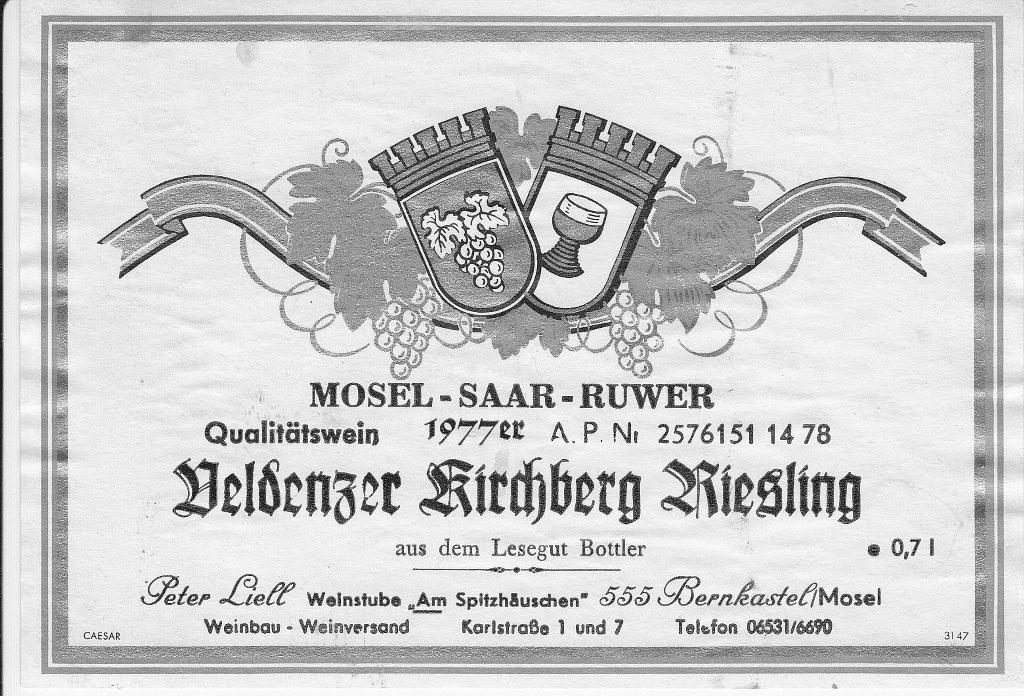 MOSEL-SAAR-RUWER
Qualitätswein 1977er A. P. Nr 2576151 14 78
Veldenzer Kirchberg Riesling
aus dem Lesegut Bottler
e 0,7 l
Peter Liell Weinstube „Am Spitzhäuschen" 555 Bernkastel/Mosel
Weinbau - Weinversand Karlstraße 1 und 7 Telefon 06531/6690
CAESAR 3147